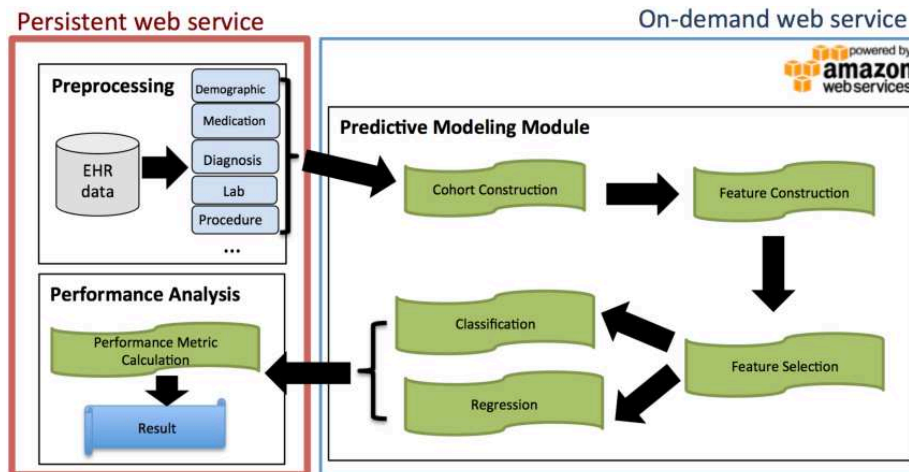 Persistent web service
On-demand web service
powered by
amazon
web services
Preprocessing
EHR
data
Demographic
Medication
Diagnosis
Lab
Procedure
...
Predictive Modeling Module
Cohort Construction
Feature Construction
Feature Selection
Classification
Regression
Performance Analysis
Performance Metric
Calculation
Result